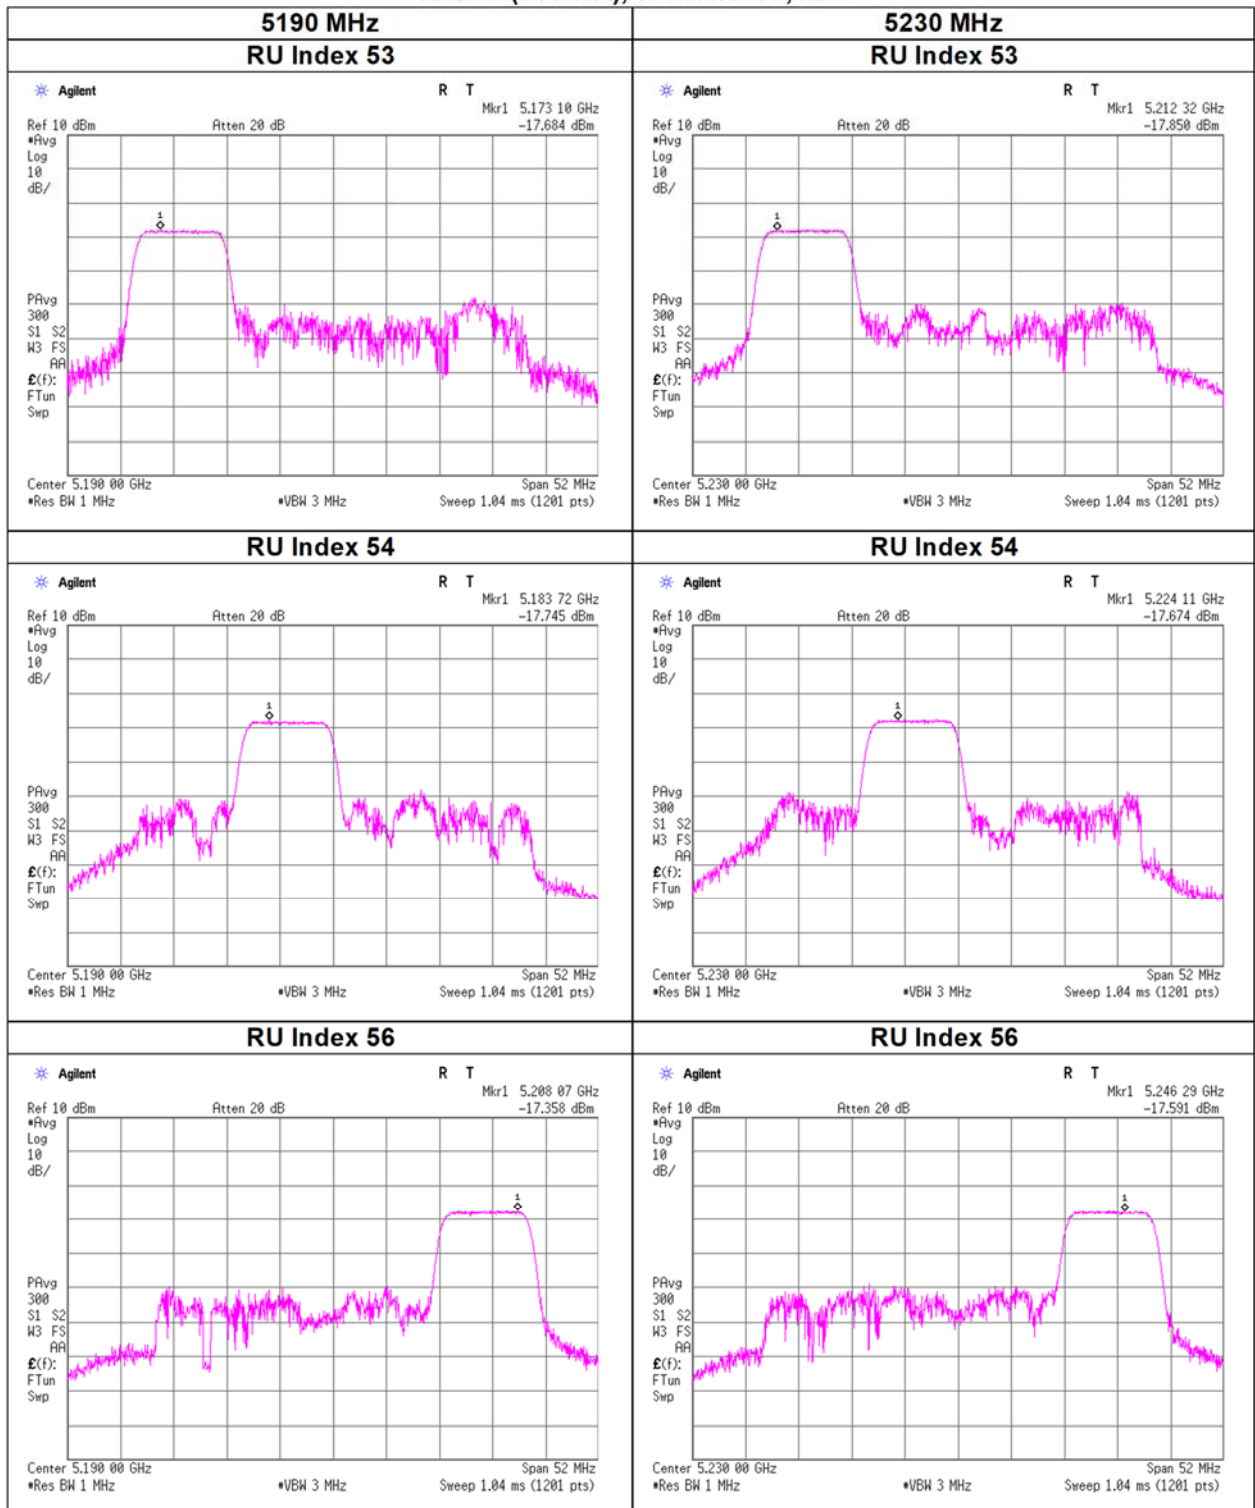 5190 MHz
5230 MHz
RU Index 53
RU Index 53
Agilent
R T
Mkr1 5.173 10 GHz
Ref 10 dBm
Atten 20 dB
-17.684 dBm
#Avg
Log
10
dB/
1
PAvg
300
S1 S2
W3 FS
AA
£(f):
FTun
Swp
Center 5.190 00 GHz
Span 52 MHz
#Res BW 1 MHz
#VBW 3 MHz
Sweep 1.04 ms (1201 pts)
Agilent
R T
Mkr1 5.212 32 GHz
Ref 10 dBm
Atten 20 dB
-17.850 dBm
#Avg
Log
10
dB/
1
PAvg
300
S1 S2
W3 FS
AA
£(f):
FTun
Swp
Center 5.230 00 GHz
Span 52 MHz
#Res BW 1 MHz
#VBW 3 MHz
Sweep 1.04 ms (1201 pts)
RU Index 54
RU Index 54
Agilent
R T
Mkr1 5.183 72 GHz
Ref 10 dBm
Atten 20 dB
-17.745 dBm
#Avg
Log
10
dB/
1
PAvg
300
S1 S2
W3 FS
AA
£(f):
FTun
Swp
Center 5.190 00 GHz
Span 52 MHz
#Res BW 1 MHz
#VBW 3 MHz
Sweep 1.04 ms (1201 pts)
Agilent
R T
Mkr1 5.224 11 GHz
Ref 10 dBm
Atten 20 dB
-17.674 dBm
#Avg
Log
10
dB/
1
PAvg
300
S1 S2
W3 FS
AA
£(f):
FTun
Swp
Center 5.230 00 GHz
Span 52 MHz
#Res BW 1 MHz
#VBW 3 MHz
Sweep 1.04 ms (1201 pts)
RU Index 56
RU Index 56
Agilent
R T
Mkr1 5.208 07 GHz
Ref 10 dBm
Atten 20 dB
-17.358 dBm
#Avg
Log
10
dB/
1
PAvg
300
S1 S2
W3 FS
AA
£(f):
FTun
Swp
Center 5.190 00 GHz
Span 52 MHz
#Res BW 1 MHz
#VBW 3 MHz
Sweep 1.04 ms (1201 pts)
Agilent
R T
Mkr1 5.246 29 GHz
Ref 10 dBm
Atten 20 dB
-17.591 dBm
#Avg
Log
10
dB/
1
PAvg
300
S1 S2
W3 FS
AA
£(f):
FTun
Swp
Center 5.230 00 GHz
Span 52 MHz
#Res BW 1 MHz
#VBW 3 MHz
Sweep 1.04 ms (1201 pts)